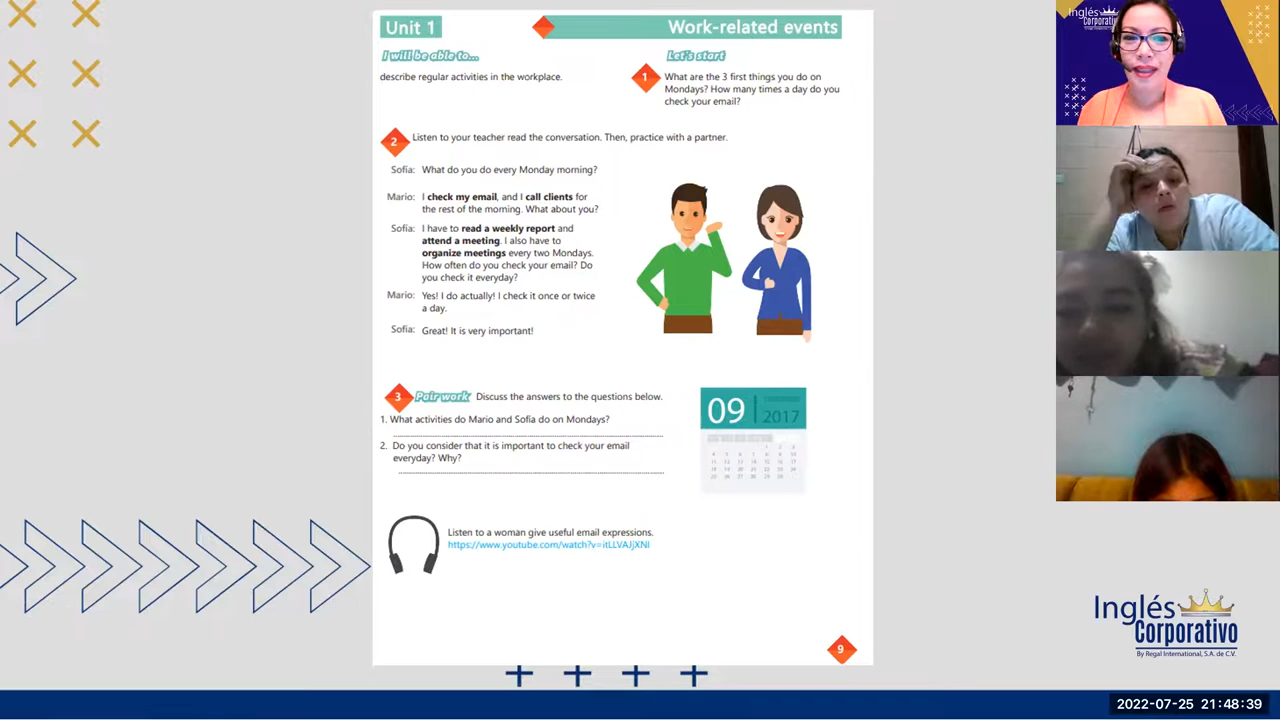 Unit 1
Work-related events
I will be able to...
describe regular activities in the workplace.
Let's start
1
What are the 3 first things you do on
Mondays? How many times a day do you
check your email?
2
Listen to your teacher read the conversation. Then, practice with a partner.
Sofia: What do you do every Monday morning?
Mario: I check my email, and I call clients for
the rest of the morning. What about you?
Sofia: I have to read a weekly report and
attend a meeting. I also have to
organize meetings every two Mondays.
How often do you check your email? Do
you check it everyday?
Mario: Yes! I do actually! I check it once or twice
a day.
Sofia: Great! It is very important!
3
Pair work Discuss the answers to the questions below.
1. What activities do Mario and Sofia do on Mondays?
2. Do you consider that it is important to check your email
everyday? Why?
09
2017
Listen to a woman give useful email expressions.
https://www.youtube.com/watch?v=itLLVAJjXNI
9
Inglés
Corporativo
Inglés
Corporativo
By Regal International, S.A. de C.V.
2022-07-25 21:48:39